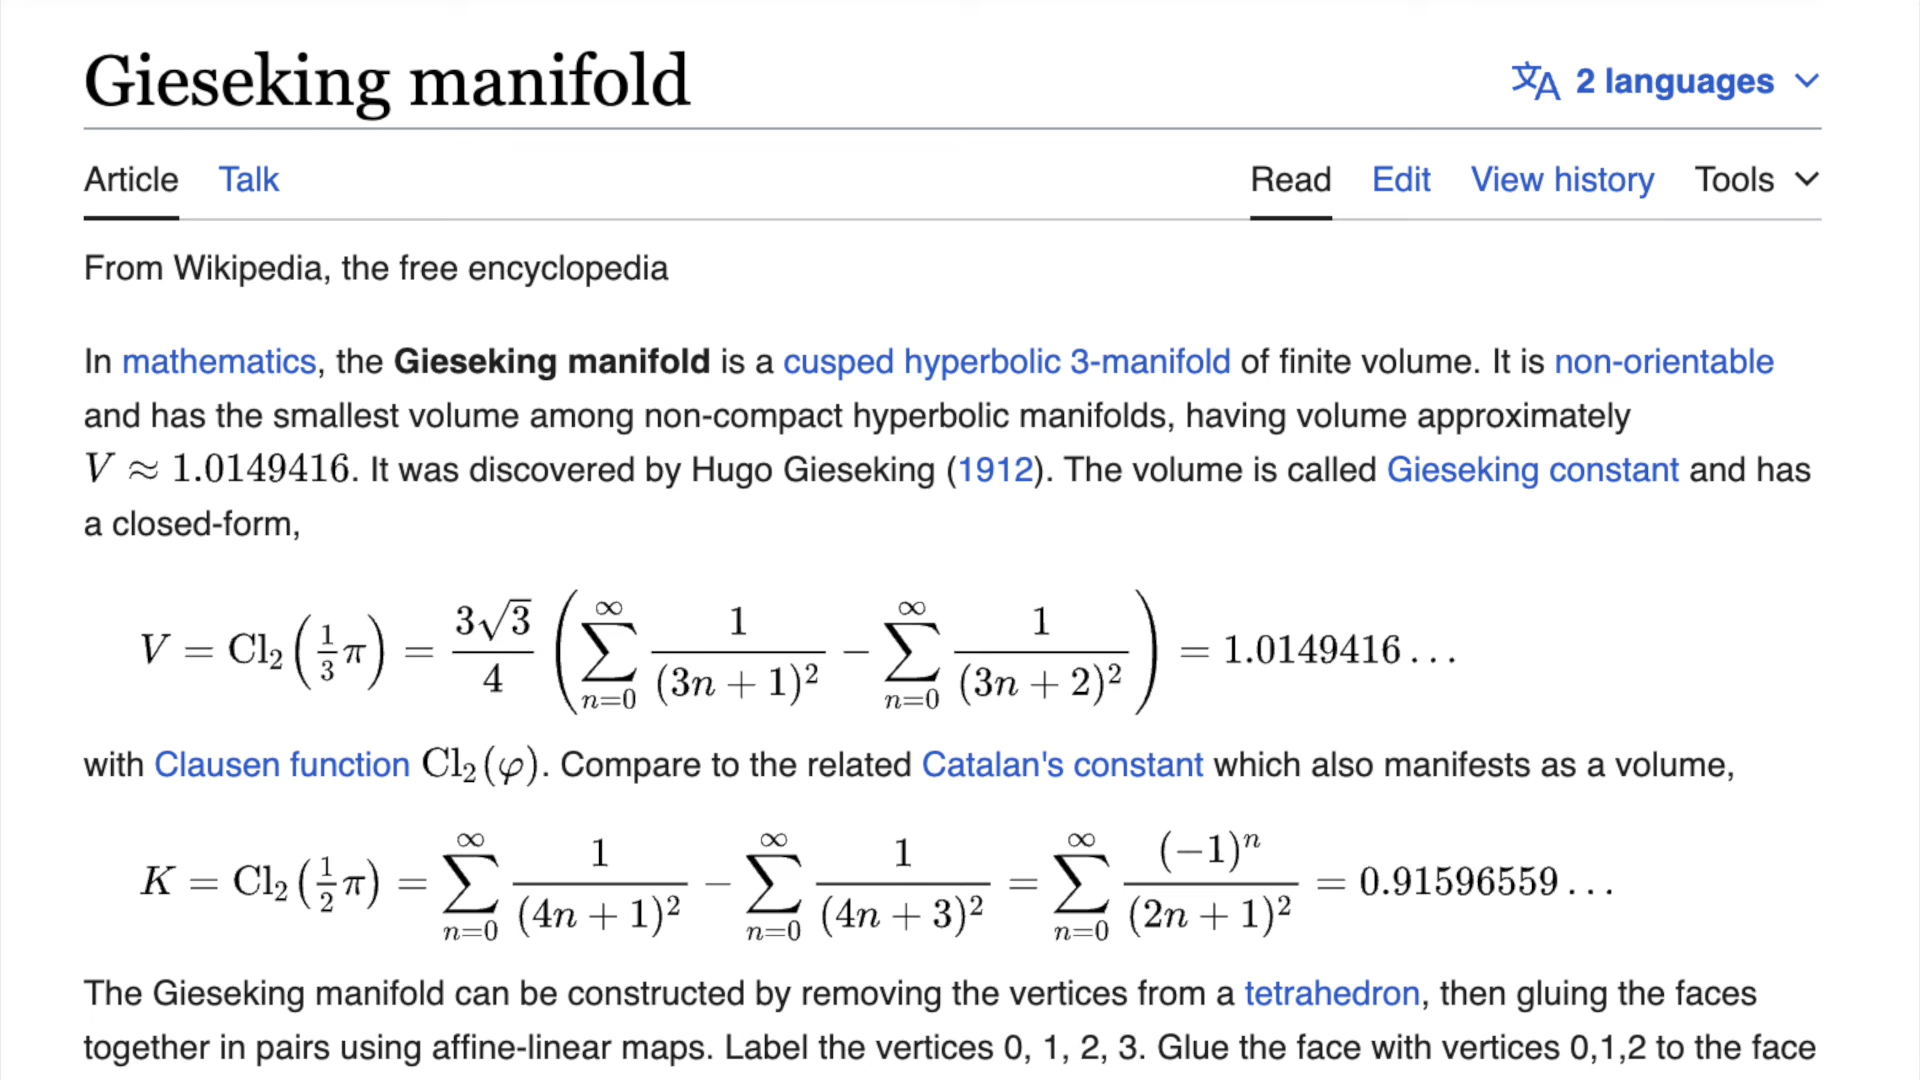 Gieseking manifold
文A 2 languages
Article Talk Read Edit View history Tools
From Wikipedia, the free encyclopedia
In mathematics, the Gieseking manifold is a cusped hyperbolic 3-manifold of finite volume. It is non-orientable
and has the smallest volume among non-compact hyperbolic manifolds, having volume approximately
V ≈ 1.0149416. It was discovered by Hugo Gieseking (1912). The volume is called Gieseking constant and has
a closed-form,
V = Cl₂(1/3 π) = 3√3/4 (∑_{n=0}^{∞} 1/(3n + 1)² − ∑_{n=0}^{∞} 1/(3n + 2)²) = 1.0149416…
with Clausen function Cl₂(φ). Compare to the related Catalan's constant which also manifests as a volume,
K = Cl₂(1/2 π) = ∑_{n=0}^{∞} 1/(4n + 1)² − ∑_{n=0}^{∞} 1/(4n + 3)² = ∑_{n=0}^{∞} (−1)ⁿ/(2n + 1)² = 0.91596559…
The Gieseking manifold can be constructed by removing the vertices from a tetrahedron, then gluing the faces
together in pairs using affine-linear maps. Label the vertices 0, 1, 2, 3. Glue the face with vertices 0,1,2 to the face